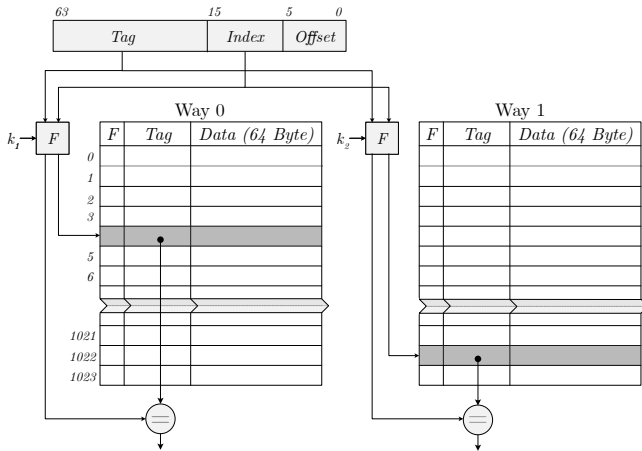 63 15 5 0
Tag Index Offset
Way 0 Way 1
k1 F F Tag Data (64 Byte) k2 F F Tag Data (64 Byte)
0
1
2
3
5
6
1021
1022
1023